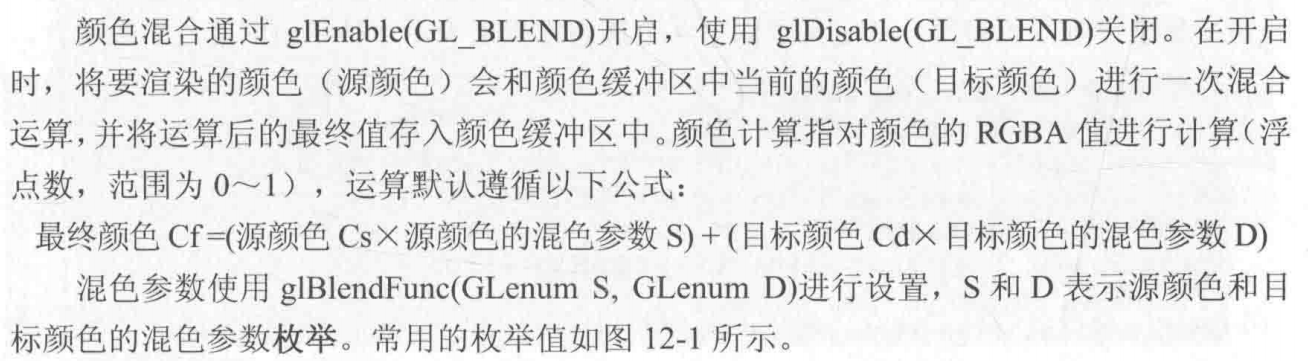 颜色混合通过 glEnable(GL_BLEND)开启，使用 glDisable(GL_BLEND)关闭。在开启
时，将要渲染的颜色（源颜色）会和颜色缓冲区中当前的颜色（目标颜色）进行一次混合
运算，并将运算后的最终值存入颜色缓冲区中。颜色计算指对颜色的 RGBA 值进行计算（浮
点数，范围为 0～1），运算默认遵循以下公式：
最终颜色 Cf =(源颜色 Cs×源颜色的混色参数 S) + (目标颜色 Cd×目标颜色的混色参数 D)
混色参数使用 glBlendFunc(GLenum S, GLenum D)进行设置，S 和 D 表示源颜色和目
标颜色的混色参数枚举。常用的枚举值如图 12-1 所示。